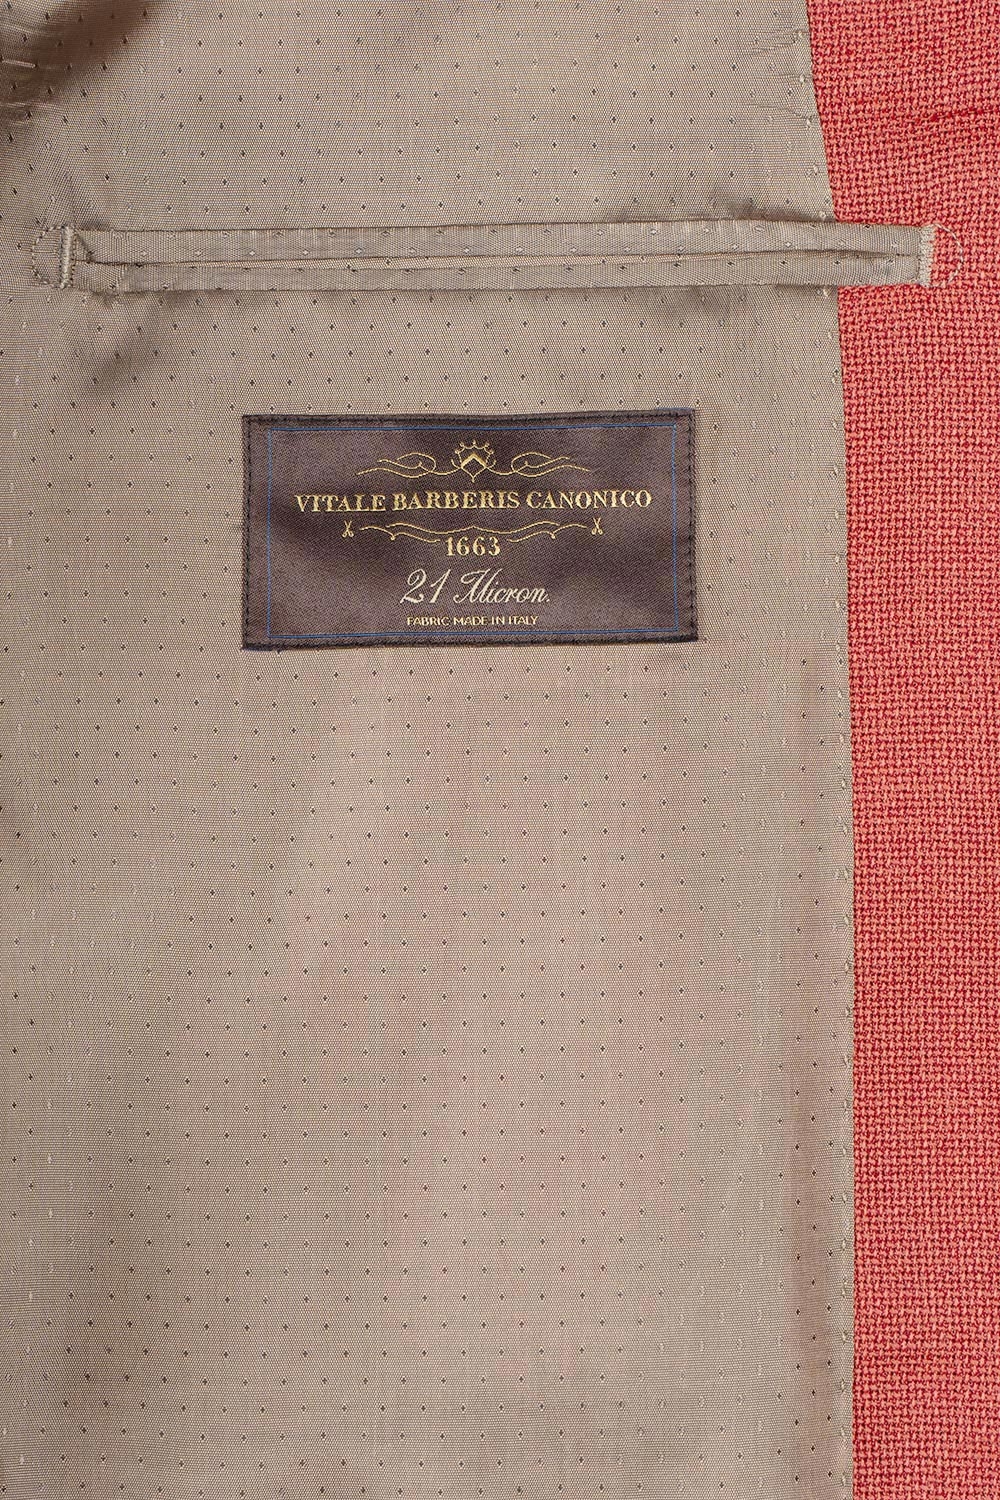 VITALE BARBERIS CANONICO
1663
21 Micron.
FABRIC MADE IN ITALY